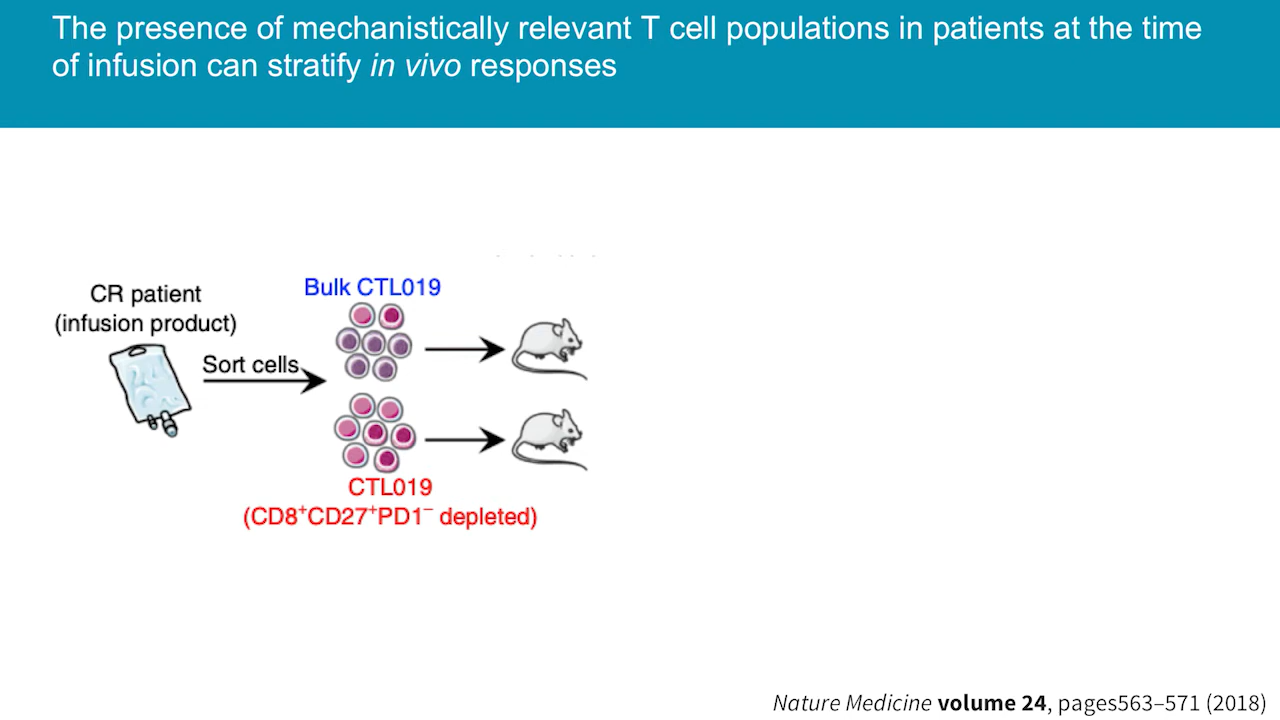 The presence of mechanistically relevant T cell populations in patients at the time
of infusion can stratify in vivo responses
CR patient
(infusion product)
Sort cells
Bulk CTL019
CTL019
(CD8⁺CD27⁺PD1⁻ depleted)
Nature Medicine volume 24, pages563–571 (2018)